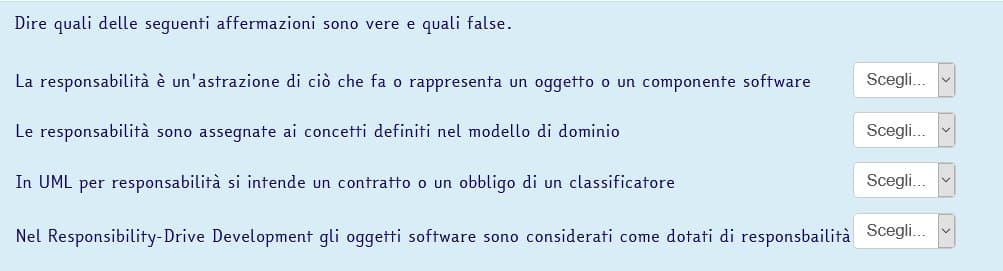 Dire quali delle seguenti affermazioni sono vere e quali false.
La responsabilità è un'astrazione di ciò che fa o rappresenta un oggetto o un componente software Scegli...
Le responsabilità sono assegnate ai concetti definiti nel modello di dominio Scegli...
In UML per responsabilità si intende un contratto o un obbligo di un classificatore Scegli...
Nel Responsibility-Drive Development gli oggetti software sono considerati come dotati di responsbailità Scegli...